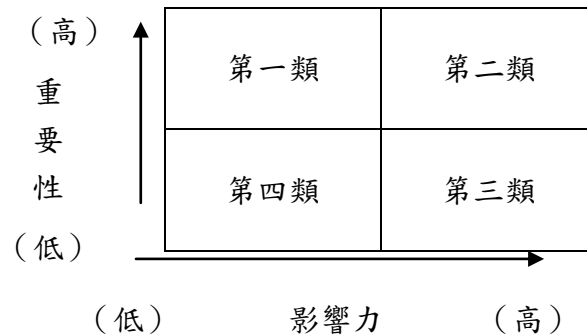 （高）
重要性
（低）
第一類 第二類
第四類 第三類
（低） 影響力 （高）